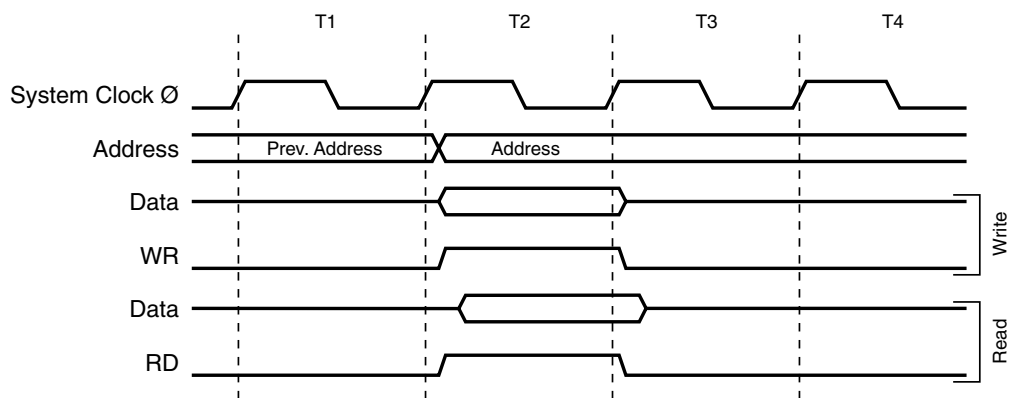 T1 T2 T3 T4
System Clock Ø
Address Prev. Address Address
Data
WR
Write
Data
RD
Read